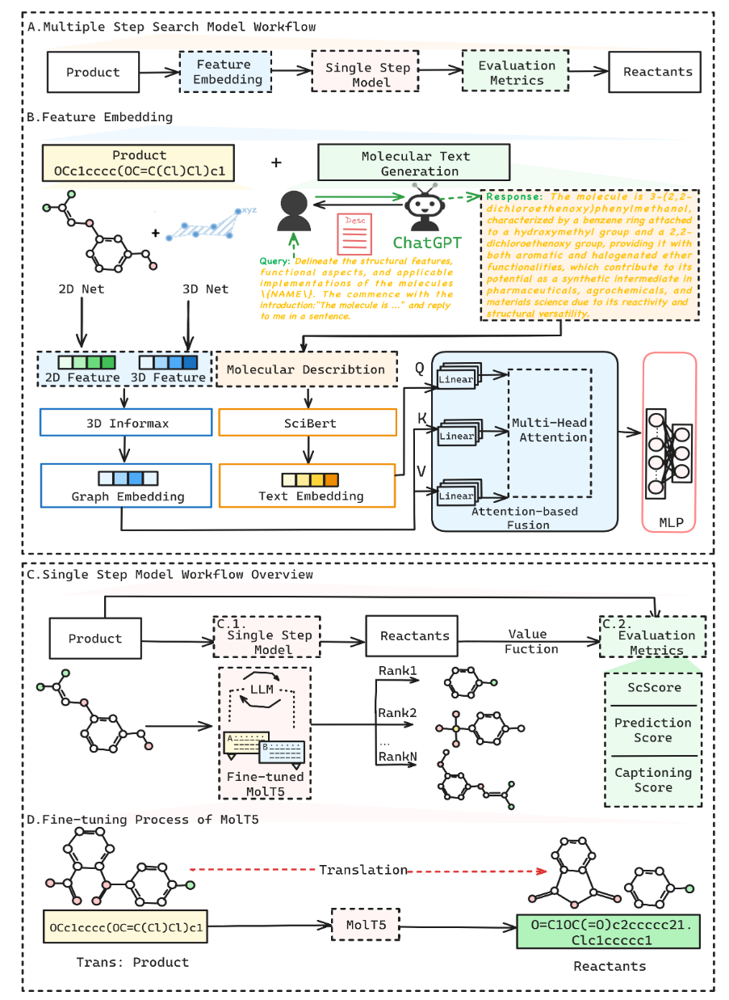 A.Multiple Step Search Model Workflow
Product
Feature
Embedding
Single Step
Model
Evaluation
Metrics
Reactants
B.Feature Embedding
Product
OCc1cccc(OC=C(Cl)Cl)c1
+
Molecular Text
Generation
+
xyz
Desc
ChatGPT
Query: Delineate the structural features,
functional aspects, and applicable
implementations of the molecules
\{NAME\}. The commence with the
introduction:"The molecule is ..." and reply
to me in a sentence.
Response: The molecule is 3-(2,2-
dichloroethenoxy)phenylmethanol,
characterized by a benzene ring attached
to a hydroxymethyl group and a 2,2-
dichloroethenoxy group, providing it with
both aromatic and halogenated ether
functionalities, which contribute to its
potential as a synthetic intermediate in
pharmaceuticals, agrochemicals, and
materials science due to its reactivity and
structural versatility.
2D Net
3D Net
2D Feature
3D Feature
Molecular Describtion
3D Informax
SciBert
Graph Embedding
Text Embedding
Q
K
V
Linear
Linear
Linear
Multi-Head
Attention
Attention-based
Fusion
MLP
C.Single Step Model Workflow Overview
Product
C.1.
Single Step
Model
Reactants
Value
Fuction
C.2.
Evaluation
Metrics
LLM
A
B
Fine-tuned
MolT5
Rank1
Rank2
...
RankN
ScScore
Prediction
Score
Captioning
Score
D.Fine-tuning Process of MolT5
Translation
OCc1cccc(OC=C(Cl)Cl)c1
MolT5
O=C1OC(=O)c2ccccc21.
Clc1ccccc1
Trans: Product
Reactants